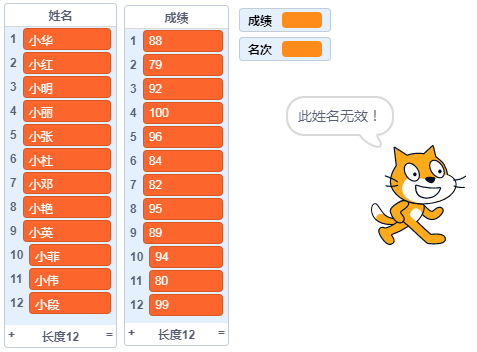 姓名
1 小华
2 小红
3 小明
4 小丽
5 小张
6 小杜
7 小邓
8 小艳
9 小英
10 小菲
11 小伟
12 小段
+ 长度12 =
成绩
1 88
2 79
3 92
4 100
5 96
6 84
7 82
8 95
9 89
10 94
11 80
12 99
+ 长度12 =
成绩
名次
此姓名无效！